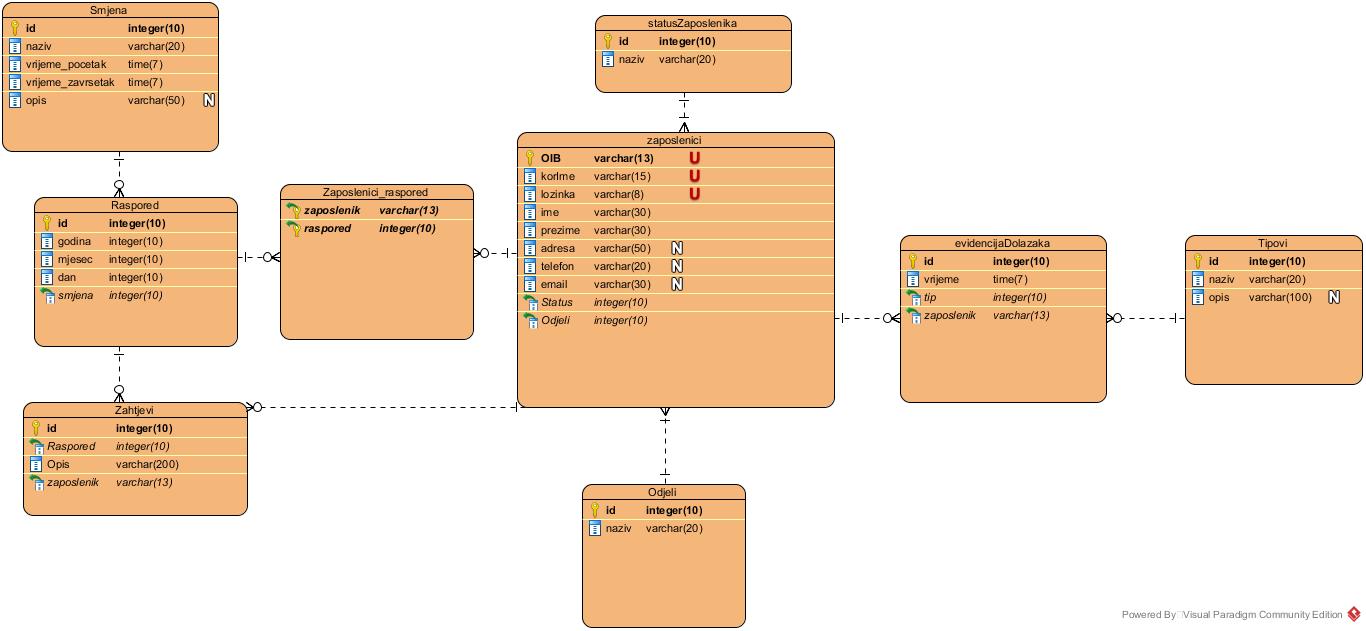 Smjena
id integer(10)
naziv varchar(20)
vrijeme_pocetak time(7)
vrijeme_zavrsetak time(7)
opis varchar(50) N
statusZaposlenika
id integer(10)
naziv varchar(20)
zaposlenici
OIB varchar(13) U
korIme varchar(15) U
lozinka varchar(8) U
ime varchar(30)
prezime varchar(30)
adresa varchar(50) N
telefon varchar(20) N
email varchar(30) N
Status integer(10)
Odjeli integer(10)
Zaposlenici_raspored
zaposlenik varchar(13)
raspored integer(10)
Raspored
id integer(10)
godina integer(10)
mjesec integer(10)
dan integer(10)
smjena integer(10)
evidencijaDolazaka
id integer(10)
vrijeme time(7)
tip integer(10)
zaposlenik varchar(13)
Tipovi
id integer(10)
naziv varchar(20)
opis varchar(100) N
Zahtjevi
id integer(10)
Raspored integer(10)
Opis varchar(200)
zaposlenik varchar(13)
Odjeli
id integer(10)
naziv varchar(20)
Powered By Visual Paradigm Community Edition